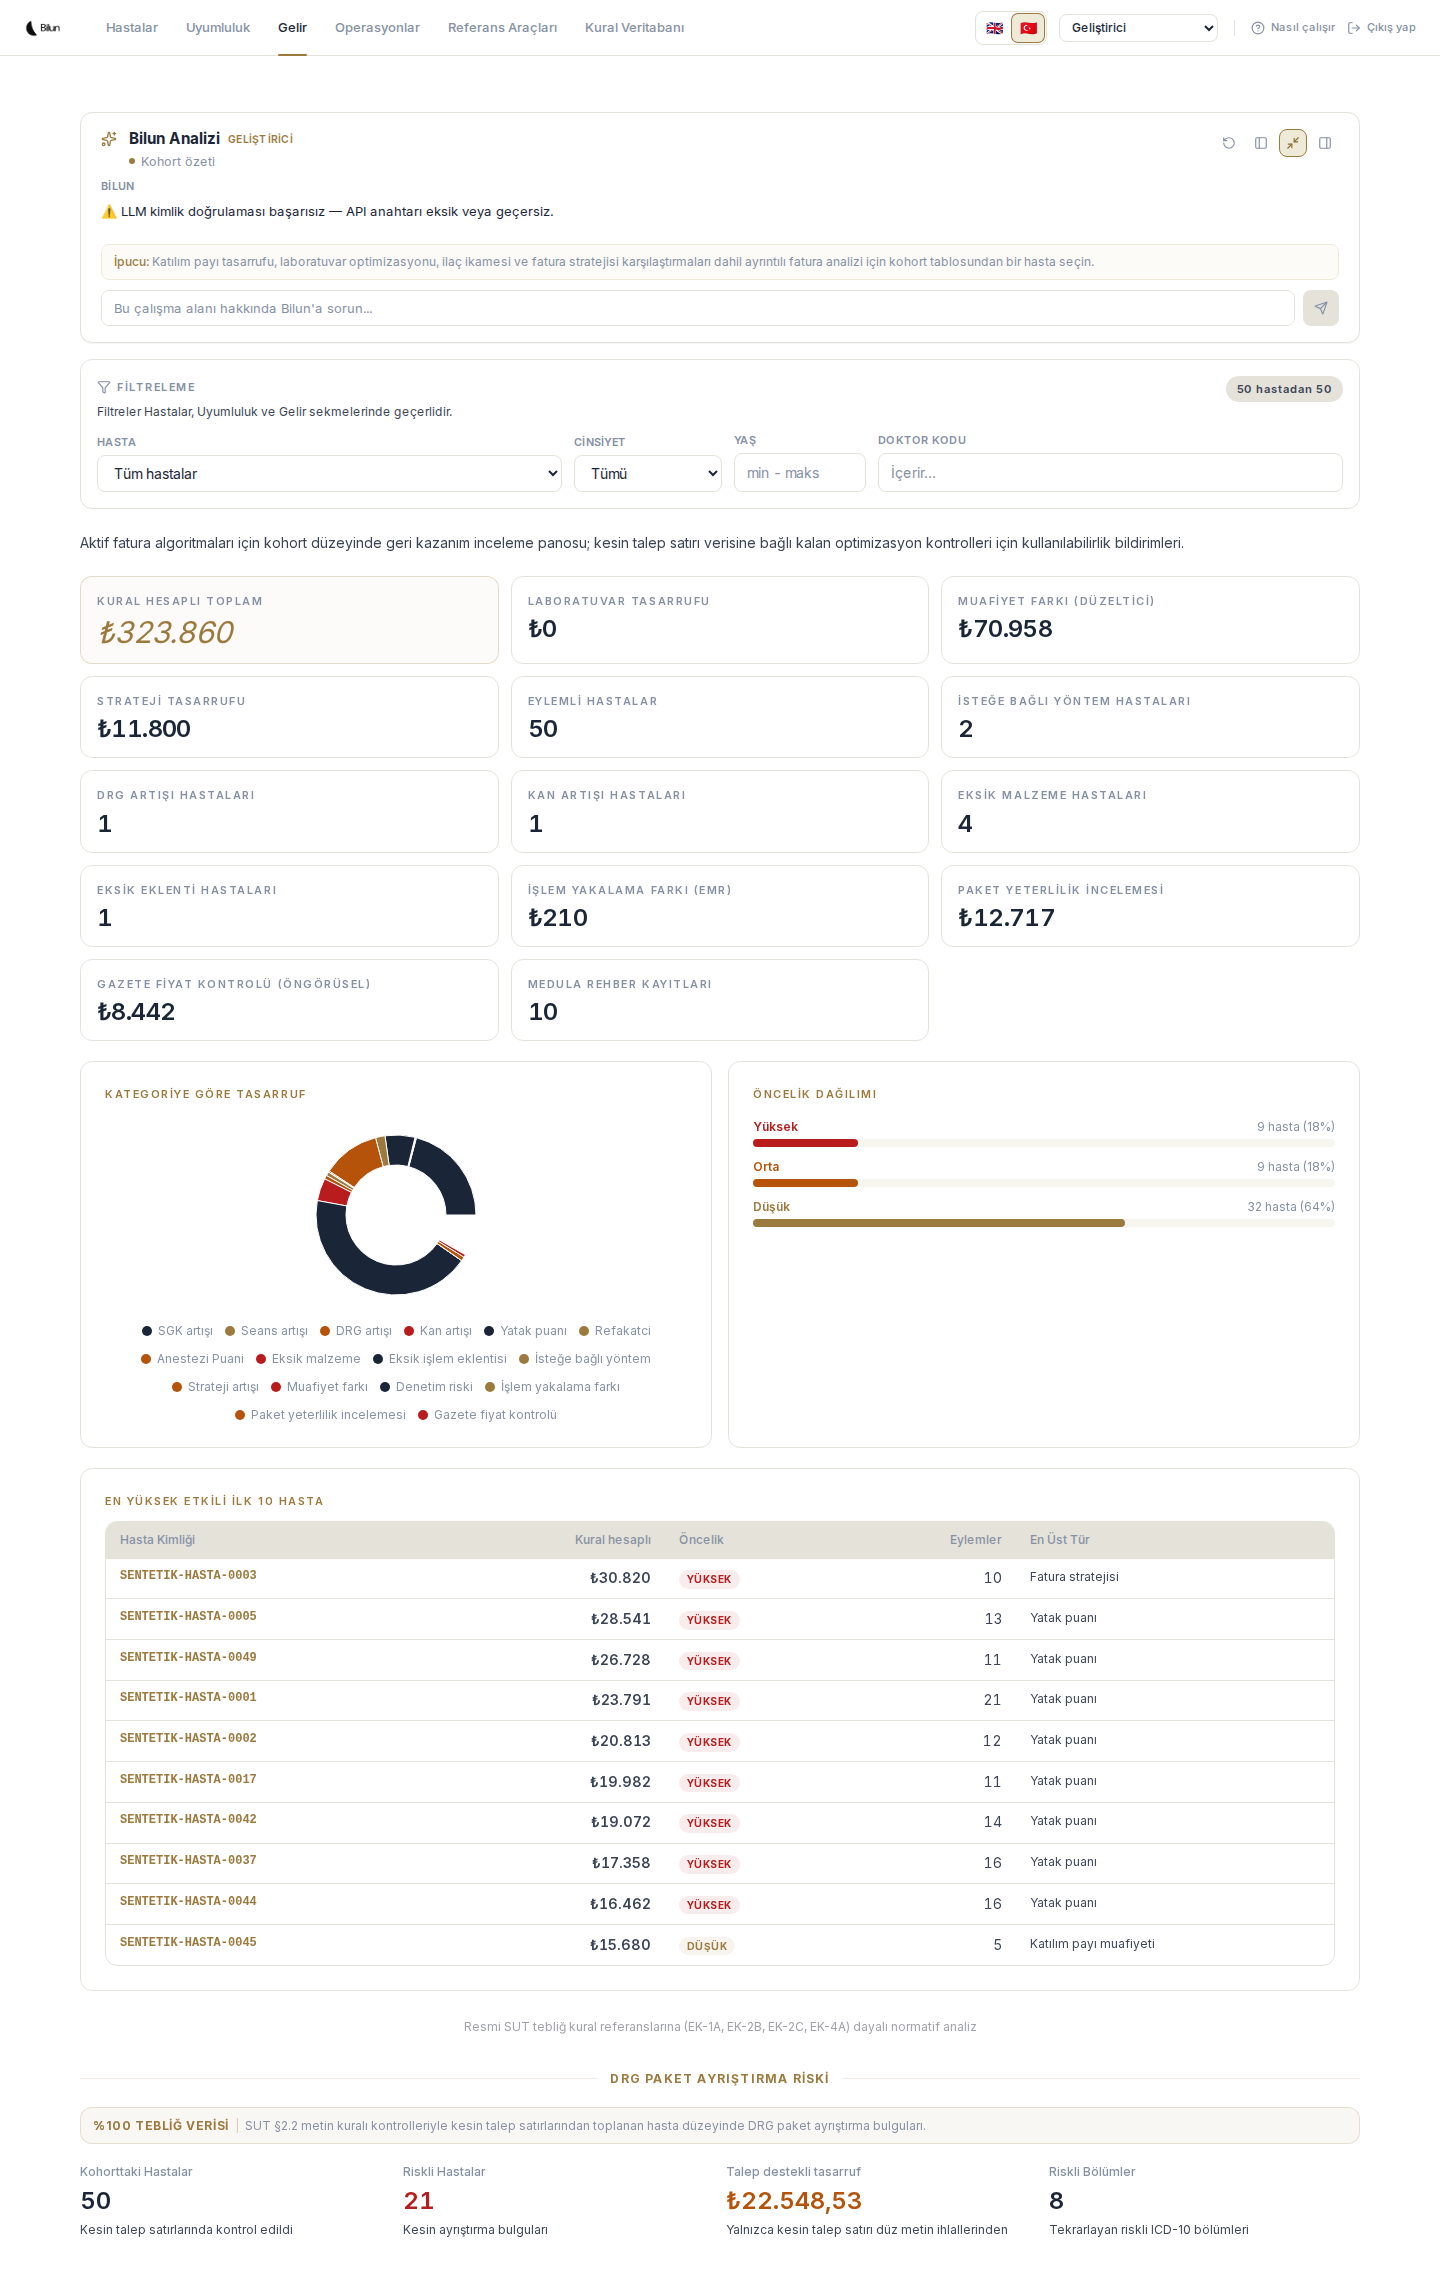 Bilun
Hastalar Uyumluluk Gelir Operasyonlar Referans Araçları Kural Veritabanı
Geliştirici
Nasıl çalışır Çıkış yap
Bilun Analizi GELİŞTİRİCİ
Kohort özeti
BİLUN
⚠️ LLM kimlik doğrulaması başarısız — API anahtarı eksik veya geçersiz.
İpucu: Katılım payı tasarrufu, laboratuvar optimizasyonu, ilaç ikamesi ve fatura stratejisi karşılaştırmaları dahil ayrıntılı fatura analizi için kohort tablosundan bir hasta seçin.
Bu çalışma alanı hakkında Bilun'a sorun...
FİLTRELEME
50 hastadan 50
Filtreler Hastalar, Uyumluluk ve Gelir sekmelerinde geçerlidir.
HASTA CİNSİYET YAŞ DOKTOR KODU
Tüm hastalar Tümü min - maks İçerir...
Aktif fatura algoritmaları için kohort düzeyinde geri kazanım inceleme panosu; kesin talep satırı verisine bağlı kalan optimizasyon kontrolleri için kullanılabilirlik bildirimleri.
KURAL HESAPLI TOPLAM LABORATUVAR TASARRUFU MUAFİYET FARKI (DÜZELTİCİ)
₺323.860 ₺0 ₺70.958
STRATEJİ TASARRUFU EYLEMLİ HASTALAR İSTEĞE BAĞLI YÖNTEM HASTALARI
₺11.800 50 2
DRG ARTIŞI HASTALARI KAN ARTIŞI HASTALARI EKSİK MALZEME HASTALARI
1 1 4
EKSİK EKLENTİ HASTALARI İŞLEM YAKALAMA FARKI (EMR) PAKET YETERLİLİK İNCELEMESİ
1 ₺210 ₺12.717
GAZETE FİYAT KONTROLÜ (ÖNGÖRÜSEL) MEDULA REHBER KAYITLARI
₺8.442 10
KATEGORİYE GÖRE TASARRUF
SGK artışı Seans artışı DRG artışı Kan artışı Yatak puanı Refakatci
Anestezi Puani Eksik malzeme Eksik işlem eklentisi İsteğe bağlı yöntem
Strateji artışı Muafiyet farkı Denetim riski İşlem yakalama farkı
Paket yeterlilik incelemesi Gazete fiyat kontrolü
ÖNCELİK DAĞILIMI
Yüksek 9 hasta (18%)
Orta 9 hasta (18%)
Düşük 32 hasta (64%)
EN YÜKSEK ETKİLİ İLK 10 HASTA
Hasta Kimliği Kural hesaplı Öncelik Eylemler En Üst Tür
SENTETIK-HASTA-0003 ₺30.820 YÜKSEK 10 Fatura stratejisi
SENTETIK-HASTA-0005 ₺28.541 YÜKSEK 13 Yatak puanı
SENTETIK-HASTA-0049 ₺26.728 YÜKSEK 11 Yatak puanı
SENTETIK-HASTA-0001 ₺23.791 YÜKSEK 21 Yatak puanı
SENTETIK-HASTA-0002 ₺20.813 YÜKSEK 12 Yatak puanı
SENTETIK-HASTA-0017 ₺19.982 YÜKSEK 11 Yatak puanı
SENTETIK-HASTA-0042 ₺19.072 YÜKSEK 14 Yatak puanı
SENTETIK-HASTA-0037 ₺17.358 YÜKSEK 16 Yatak puanı
SENTETIK-HASTA-0044 ₺16.462 YÜKSEK 16 Yatak puanı
SENTETIK-HASTA-0045 ₺15.680 DÜŞÜK 5 Katılım payı muafiyeti
Resmi SUT tebliğ kural referanslarına (EK-1A, EK-2B, EK-2C, EK-4A) dayalı normatif analiz
DRG PAKET AYRIŞTIRMA RİSKİ
%100 TEBLİĞ VERİSİ | SUT §2.2 metin kuralı kontrolleriyle kesin talep satırlarından toplanan hasta düzeyinde DRG paket ayrıştırma bulguları.
Kohorttaki Hastalar Riskli Hastalar Talep destekli tasarruf Riskli Bölümler
50 21 ₺22.548,53 8
Kesin talep satırlarında kontrol edildi Kesin ayrıştırma bulguları Yalnızca kesin talep satırı düz metin ihlallerinden Tekrarlayan riskli ICD-10 bölümleri